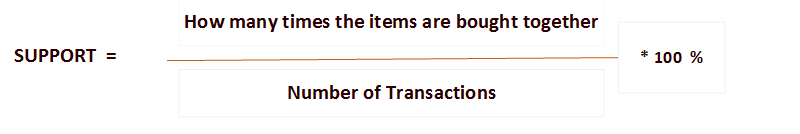 How many times the items are bought together
SUPPORT =
* 100 %
Number of Transactions